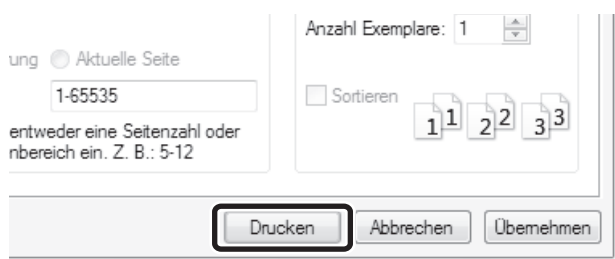 Anzahl Exemplare: 1
ung Aktuelle Seite
1-65535
Sortieren
1 1 2 2 3 3
entweder eine Seitenzahl oder
nbereich ein. Z. B.: 5-12
Drucken Abbrechen Übernehmen